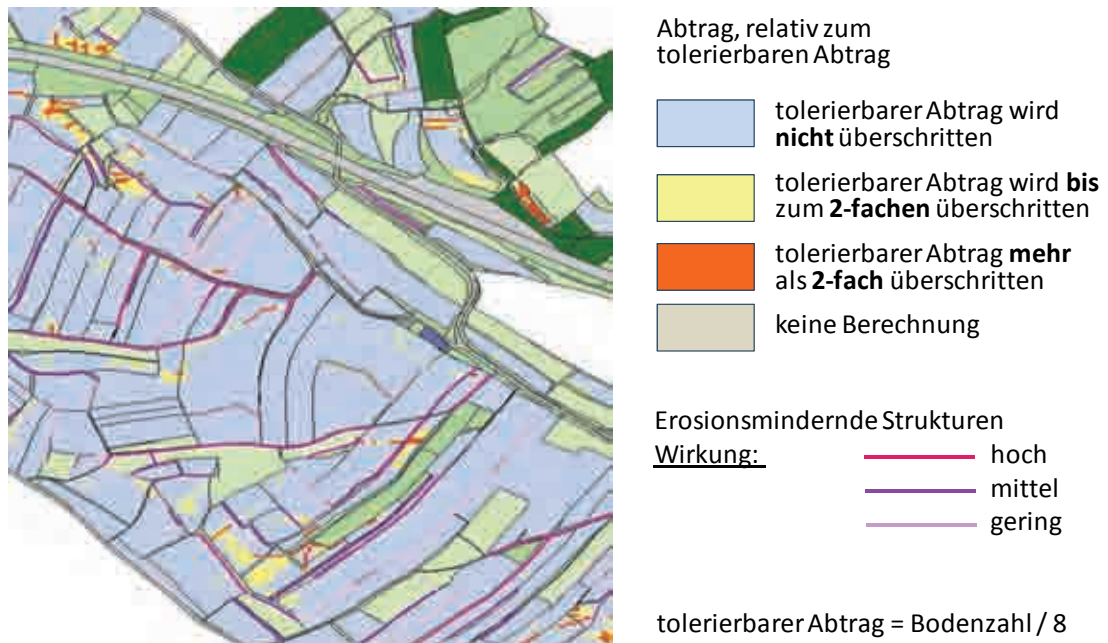 Abtrag, relativ zum
tolerierbaren Abtrag
tolerierbarer Abtrag wird
nicht überschritten
tolerierbarer Abtrag wird bis
zum 2-fachen überschritten
tolerierbarer Abtrag mehr
als 2-fach überschritten
keine Berechnung
Erosionsmindernde Strukturen
Wirkung:
hoch
mittel
gering
tolerierbarer Abtrag = Bodenzahl / 8